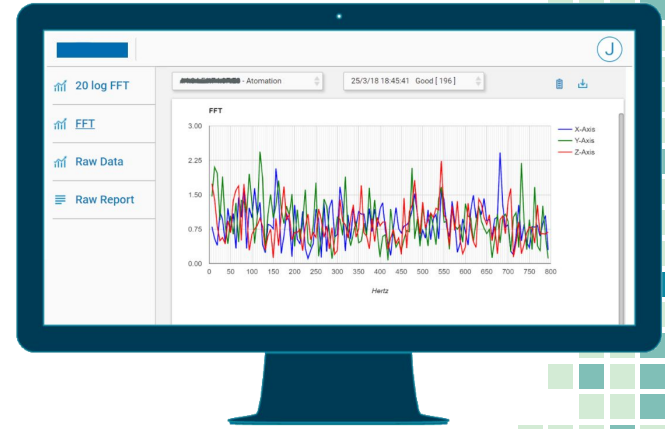 J
20 log FFT
- Atomation
25/3/18 18:45:41 Good [ 196 ]
FFT
Raw Data
Raw Report
FFT
3.00
2.25
1.50
0.75
0.00
0 50 100 150 200 250 300 350 400 450 500 550 600 650 700 750 800
Hertz
X-Axis
Y-Axis
Z-Axis